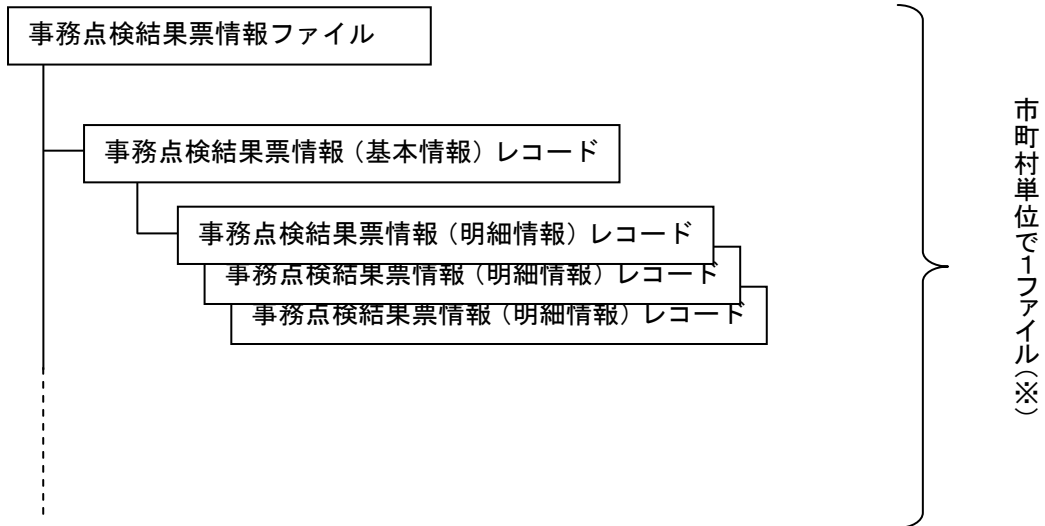 事務点検結果票情報ファイル
事務点検結果票情報（基本情報）レコード
事務点検結果票情報（明細情報）レコード
事務点検結果票情報（明細情報）レコード
事務点検結果票情報（明細情報）レコード
市町村単位で1ファイル（※）